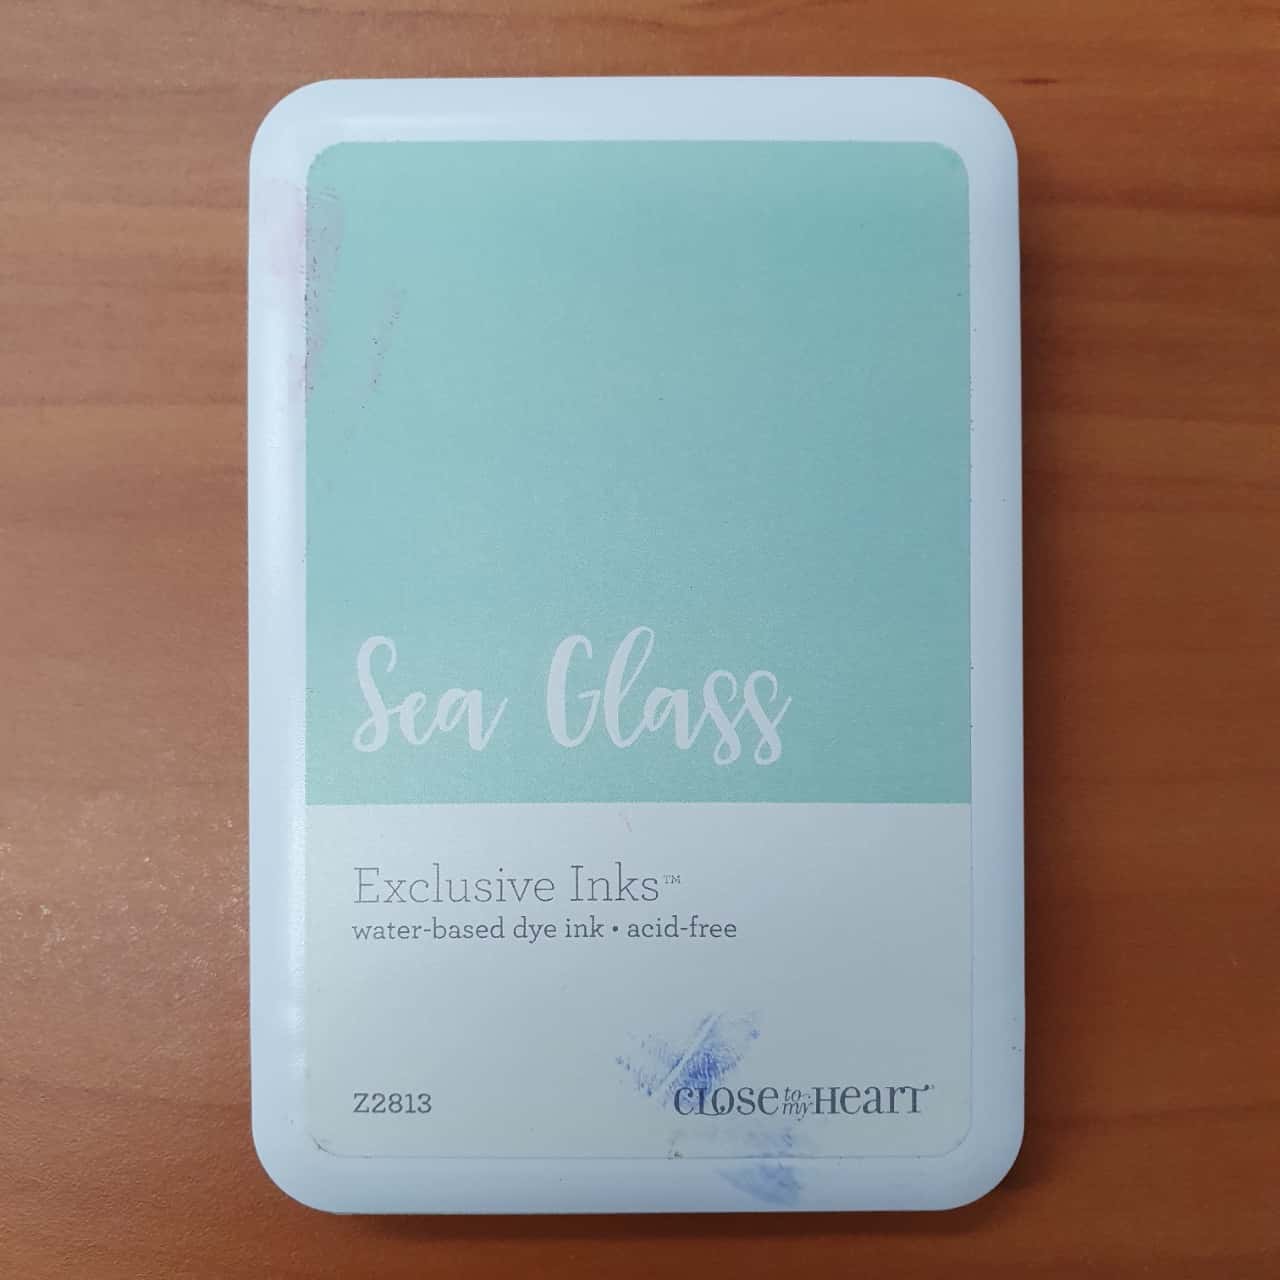 Sea Glass
Exclusive Inks™
water-based dye ink • acid-free
Z2813
CLOSE to my HEART